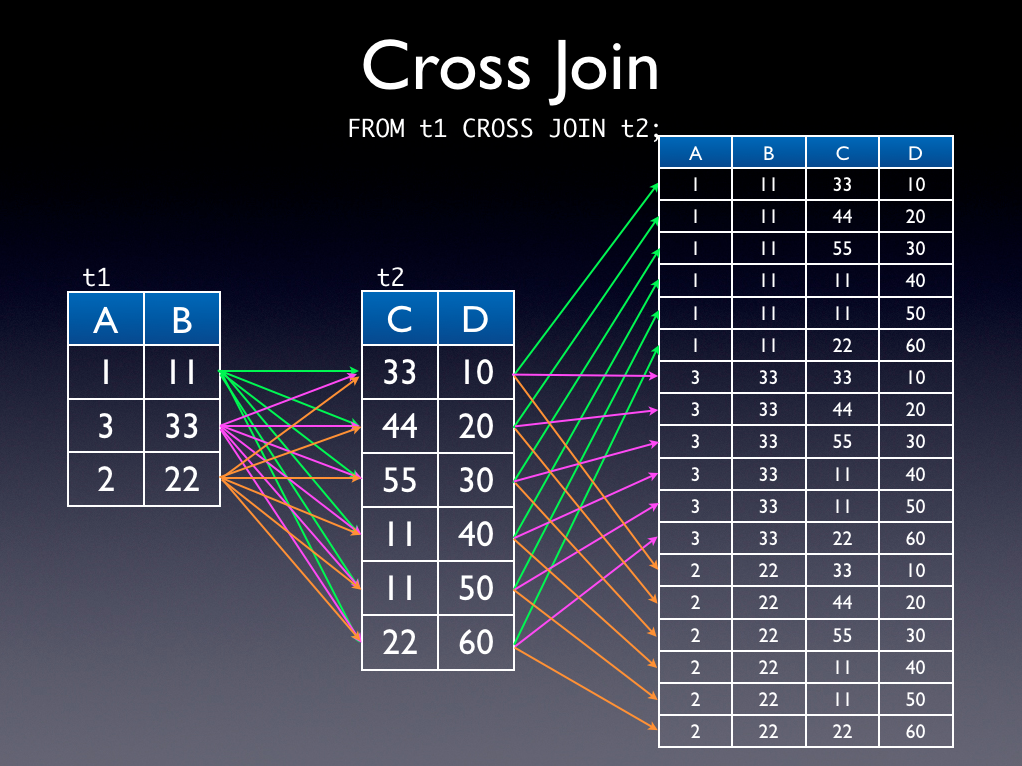 Cross Join
FROM t1 CROSS JOIN t2;
t1
A B
1 11
3 33
2 22
t2
C D
33 10
44 20
55 30
11 40
11 50
22 60
A B C D
1 11 33 10
1 11 44 20
1 11 55 30
1 11 11 40
1 11 11 50
1 11 22 60
3 33 33 10
3 33 44 20
3 33 55 30
3 33 11 40
3 33 11 50
3 33 22 60
2 22 33 10
2 22 44 20
2 22 55 30
2 22 11 40
2 22 11 50
2 22 22 60